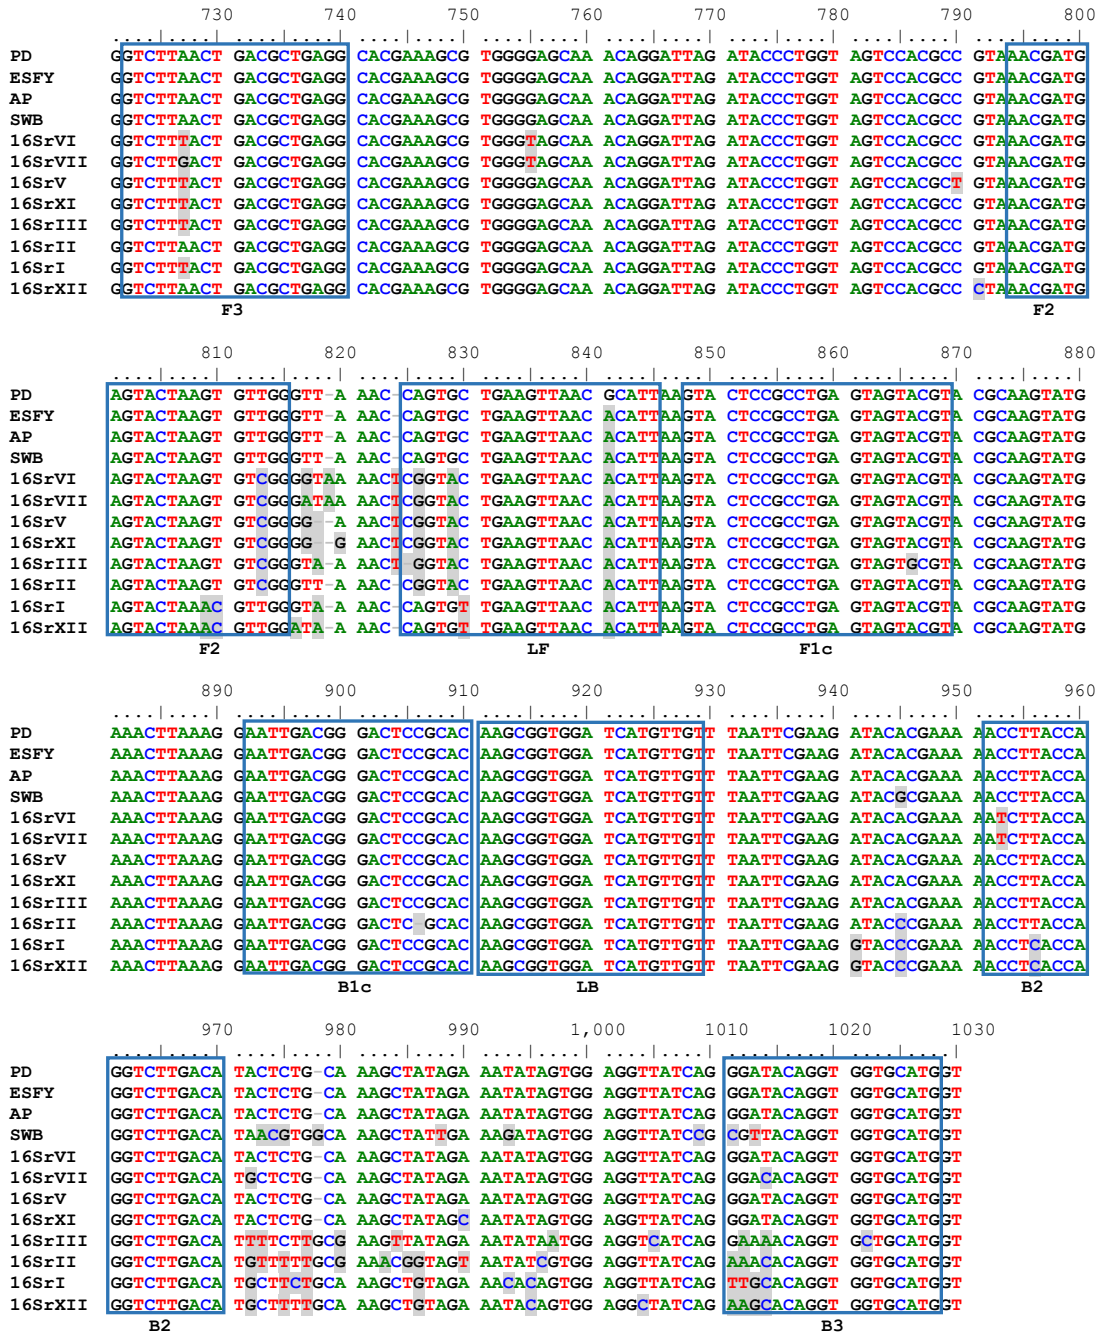 730 740 750 760 770 780 790 800
PD GGTCTTAACT GACGCTGAGG CACGAAAGCG TGGGGAGCAA ACAGGATTAG ATACCCTGGT AGTCCACGCC GTAAACGATG
ESFY GGTCTTAACT GACGCTGAGG CACGAAAGCG TGGGGAGCAA ACAGGATTAG ATACCCTGGT AGTCCACGCC GTAAACGATG
AP GGTCTTAACT GACGCTGAGG CACGAAAGCG TGGGGAGCAA ACAGGATTAG ATACCCTGGT AGTCCACGCC GTAAACGATG
SWB GGTCTTAACT GACGCTGAGG CACGAAAGCG TGGGGAGCAA ACAGGATTAG ATACCCTGGT AGTCCACGCC GTAAACGATG
16SrVI GGTCTTTACT GACGCTGAGG CACGAAAGCG TGGGTAGCAA ACAGGATTAG ATACCCTGGT AGTCCACGCC GTAAACGATG
16SrVII GGTCTTGACT GACGCTGAGG CACGAAAGCG TGGGTAGCAA ACAGGATTAG ATACCCTGGT AGTCCACGCC GTAAACGATG
16SrV GGTCTTTACT GACGCTGAGG CACGAAAGCG TGGGGAGCAA ACAGGATTAG ATACCCTGGT AGTCCACGCT GTAAACGATG
16SrXI GGTCTTTACT GACGCTGAGG CACGAAAGCG TGGGGAGCAA ACAGGATTAG ATACCCTGGT AGTCCACGCC GTAAACGATG
16SrIII GGTCTTTACT GACGCTGAGG CACGAAAGCG TGGGGAGCAA ACAGGATTAG ATACCCTGGT AGTCCACGCC GTAAACGATG
16SrII GGTCTTAACT GACGCTGAGG CACGAAAGCG TGGGGAGCAA ACAGGATTAG ATACCCTGGT AGTCCACGCC GTAAACGATG
16SrI GGTCTTTACT GACGCTGAGG CACGAAAGCG TGGGGAGCAA ACAGGATTAG ATACCCTGGT AGTCCACGCC GTAAACGATG
16SrXII GGTCTTAACT GACGCTGAGG CACGAAAGCG TGGGGAGCAA ACAGGATTAG ATACCCTGGT AGTCCACGCC CTAAACGATG
F3 F2
810 820 830 840 850 860 870 880
PD AGTACTAAGT GTTGGGTT-A AAC-CAGTGC TGAAGTTAAC GCATTAAGTA CTCCGCCTGA GTAGTACGTA CGCAAGTATG
ESFY AGTACTAAGT GTTGGGTT-A AAC-CAGTGC TGAAGTTAAC ACATTAAGTA CTCCGCCTGA GTAGTACGTA CGCAAGTATG
AP AGTACTAAGT GTTGGGTT-A AAC-CAGTGC TGAAGTTAAC ACATTAAGTA CTCCGCCTGA GTAGTACGTA CGCAAGTATG
SWB AGTACTAAGT GTTGGGTT-A AAC-CAGTGC TGAAGTTAAC ACATTAAGTA CTCCGCCTGA GTAGTACGTA CGCAAGTATG
16SrVI AGTACTAAGT GTCGGGGTAA AACTCGGTAC TGAAGTTAAC ACATTAAGTA CTCCGCCTGA GTAGTACGTA CGCAAGTATG
16SrVII AGTACTAAGT GTCGGGATAA AACTCGGTAC TGAAGTTAAC ACATTAAGTA CTCCGCCTGA GTAGTACGTA CGCAAGTATG
16SrV AGTACTAAGT GTCGGGG--A AACTCGGTAC TGAAGTTAAC ACATTAAGTA CTCCGCCTGA GTAGTACGTA CGCAAGTATG
16SrXI AGTACTAAGT GTCGGGG--G AACTCGGTAC TGAAGTTAAC ACATTAAGTA CTCCGCCTGA GTAGTACGTA CGCAAGTATG
16SrIII AGTACTAAGT GTCGGGTA-A AACT-GGTAC TGAAGTTAAC ACATTAAGTA CTCCGCCTGA GTAGTGCGTA CGCAAGTATG
16SrII AGTACTAAGT GTCGGGTT-A AAC-CGGTAC TGAAGTTAAC ACATTAAGTA CTCCGCCTGA GTAGTACGTA CGCAAGTATG
16SrI AGTACTAAAC GTTGGGTA-A AAC-CAGTGT TGAAGTTAAC ACATTAAGTA CTCCGCCTGA GTAGTACGTA CGCAAGTATG
16SrXII AGTACTAAAC GTTGGATA-A AAC-CAGTGT TGAAGTTAAC ACATTAAGTA CTCCGCCTGA GTAGTACGTA CGCAAGTATG
F2 LF F1c
890 900 910 920 930 940 950 960
PD AAACTTAAAG GAATTGACGG GACTCCGCAC AAGCGGTGGA TCATGTTGTT TAATTCGAAG ATACACGAAA AACCTTACCA
ESFY AAACTTAAAG GAATTGACGG GACTCCGCAC AAGCGGTGGA TCATGTTGTT TAATTCGAAG ATACACGAAA AACCTTACCA
AP AAACTTAAAG GAATTGACGG GACTCCGCAC AAGCGGTGGA TCATGTTGTT TAATTCGAAG ATACACGAAA AACCTTACCA
SWB AAACTTAAAG GAATTGACGG GACTCCGCAC AAGCGGTGGA TCATGTTGTT TAATTCGAAG ATACGCGAAA AACCTTACCA
16SrVI AAACTTAAAG GAATTGACGG GACTCCGCAC AAGCGGTGGA TCATGTTGTT TAATTCGAAG ATACACGAAA AATCTTACCA
16SrVII AAACTTAAAG GAATTGACGG GACTCCGCAC AAGCGGTGGA TCATGTTGTT TAATTCGAAG ATACACGAAA AATCTTACCA
16SrV AAACTTAAAG GAATTGACGG GACTCCGCAC AAGCGGTGGA TCATGTTGTT TAATTCGAAG ATACACGAAA AACCTTACCA
16SrXI AAACTTAAAG GAATTGACGG GACTCCGCAC AAGCGGTGGA TCATGTTGTT TAATTCGAAG ATACACGAAA AACCTTACCA
16SrIII AAACTTAAAG GAATTGACGG GACTCCGCAC AAGCGGTGGA TCATGTTGTT TAATTCGAAG ATACACGAAA AACCTTACCA
16SrII AAACTTAAAG GAATTGACGG GACTC-GCAC AAGCGGTGGA TCATGTTGTT TAATTCGAAG ATACCCGAAA AACCTTACCA
16SrI AAACTTAAAG GAATTGACGG GACTCCGCAC AAGCGGTGGA TCATGTTGTT TAATTCGAAG GTACCCGAAA AACCTCACCA
16SrXII AAACTTAAAG GAATTGACGG GACTCCGCAC AAGCGGTGGA TCATGTTGTT TAATTCGAAG GTACCCGAAA AACCTCACCA
B1c LB B2
970 980 990 1,000 1010 1020 1030
PD GGTCTTGACA TACTCTG-CA AAGCTATAGA AATATAGTGG AGGTTATCAG GGATACAGGT GGTGCATGGT
ESFY GGTCTTGACA TACTCTG-CA AAGCTATAGA AATATAGTGG AGGTTATCAG GGATACAGGT GGTGCATGGT
AP GGTCTTGACA TACTCTG-CA AAGCTATAGA AATATAGTGG AGGTTATCAG GGATACAGGT GGTGCATGGT
SWB GGTCTTGACA TAACGTGGCA AAGCTATTGA AAGATAGTGG AGGTTATCCG CGTTACAGGT GGTGCATGGT
16SrVI GGTCTTGACA TACTCTG-CA AAGCTATAGA AATATAGTGG AGGTTATCAG GGATACAGGT GGTGCATGGT
16SrVII GGTCTTGACA TGCTCTG-CA AAGCTATAGA AATATAGTGG AGGTTATCAG GGACACAGGT GGTGCATGGT
16SrV GGTCTTGACA TACTCTG-CA AAGCTATAGA AATATAGTGG AGGTTATCAG GGATACAGGT GGTGCATGGT
16SrXI GGTCTTGACA TACTCTG-CA AAGCTATAGC AATATAGTGG AGGTTATCAG GGATACAGGT GGTGCATGGT
16SrIII GGTCTTGACA TTTTCTTGCG AAGTTATAGA AATATAATGG AGGTCATCAG GAAAACAGGT GCTGCATGGT
16SrII GGTCTTGACA TGTTTTTGCG AAACGGTAGT AATATCGTGG AGGTTATCAG AAACACAGGT GGTGCATGGT
16SrI GGTCTTGACA TGCTTCTGCA AAGCTGTAGA AACACAGTGG AGGTTATCAG TTGCACAGGT GGTGCATGGT
16SrXII GGTCTTGACA TGCTTTTGCA AAGCTGTAGA AATACAGTGG AGGCTATCAG AAGCACAGGT GGTGCATGGT
B2 B3